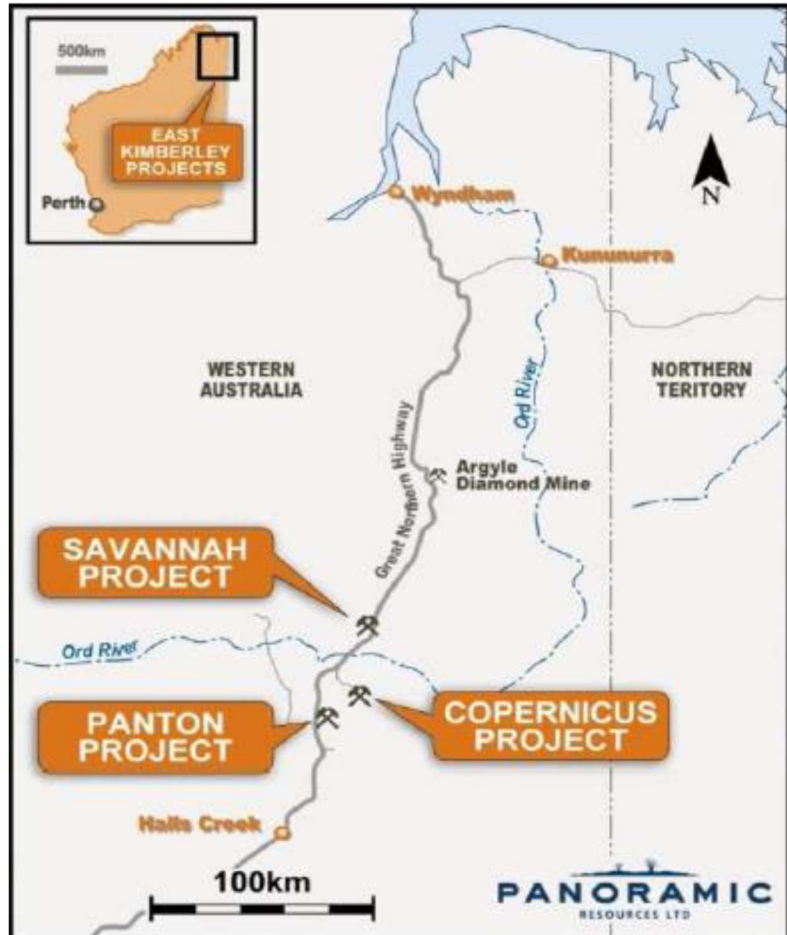 500km
EAST
KIMBERLEY
PROJECTS
Perth
Wyndham
N
Kununurra
WESTERN
AUSTRALIA
NORTHERN
TERITORY
Ord River
Great Northern Highway
Argyle
Diamond Mine
SAVANNAH
PROJECT
Ord River
PANTON
PROJECT
COPERNICUS
PROJECT
Halls Creek
100km
PANORAMIC
RESOURCES LTD